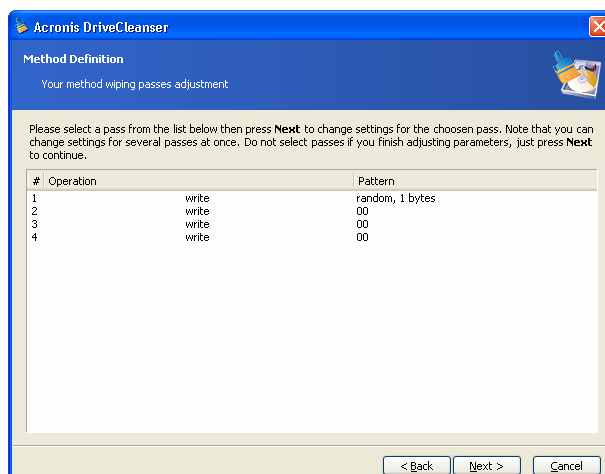 Acronis DriveCleanser
Method Definition
Your method wiping passes adjustment
Please select a pass from the list below then press Next to change settings for the choosen pass. Note that you can
change settings for several passes at once. Do not select passes if you finish adjusting parameters, just press Next
to continue.
# Operation Pattern
1 write random, 1 bytes
2 write 00
3 write 00
4 write 00
< Back Next > Cancel